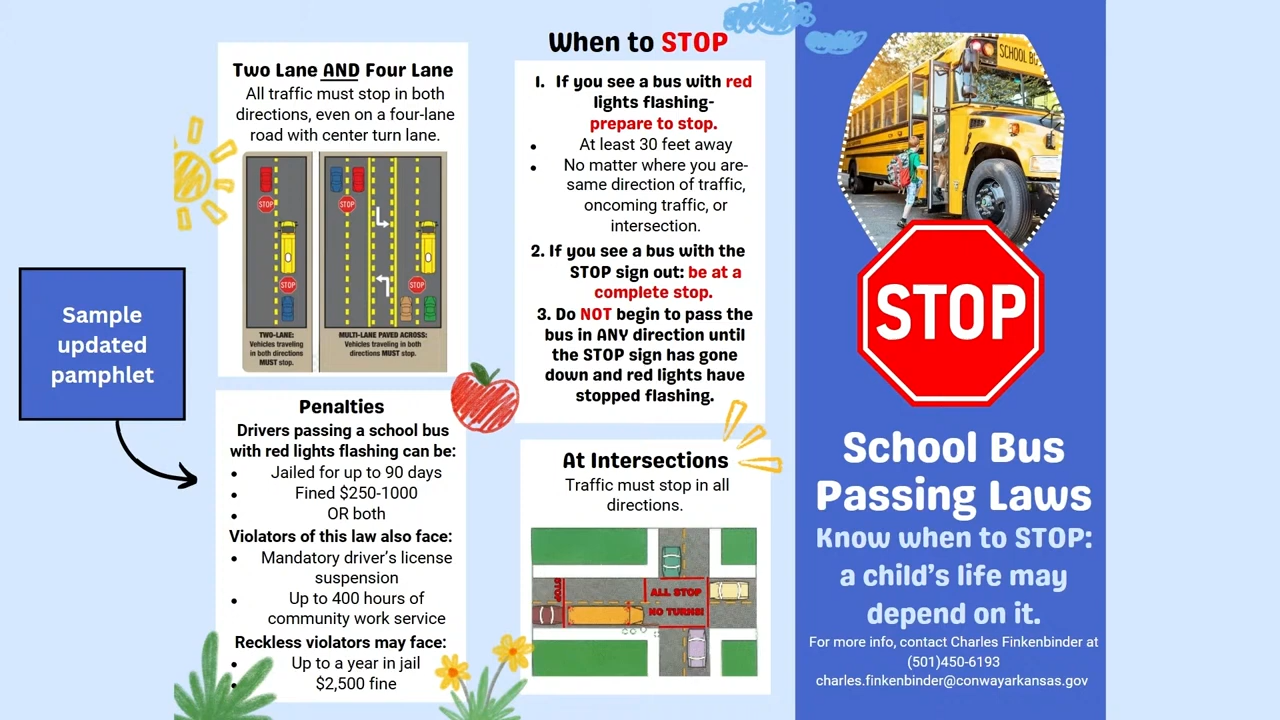 Sample
updated
pamphlet
Two Lane AND Four Lane
All traffic must stop in both
directions, even on a four-lane
road with center turn lane.
STOP
STOP
STOP
STOP
TWO-LANE:
Vehicles traveling
in both directions
MUST stop.
MULTI-LANE PAVED ACROSS:
Vehicles traveling in both
directions MUST stop.
Penalties
Drivers passing a school bus
with red lights flashing can be:
• Jailed for up to 90 days
• Fined $250-1000
• OR both
Violators of this law also face:
• Mandatory driver’s license
suspension
• Up to 400 hours of
community work service
Reckless violators may face:
• Up to a year in jail
• $2,500 fine
When to STOP
1. If you see a bus with red
lights flashing-
prepare to stop.
• At least 30 feet away
• No matter where you are-
same direction of traffic,
oncoming traffic, or
intersection.
2. If you see a bus with the
STOP sign out: be at a
complete stop.
3. Do NOT begin to pass the
bus in ANY direction until
the STOP sign has gone
down and red lights have
stopped flashing.
At Intersections
Traffic must stop in all
directions.
STOP
ALL STOP
NO TURNS!
SCHOOL BU
STOP
School Bus
Passing Laws
Know when to STOP:
a child’s life may
depend on it.
For more info, contact Charles Finkenbinder at
(501)450-6193
charles.finkenbinder@conwayarkansas.gov